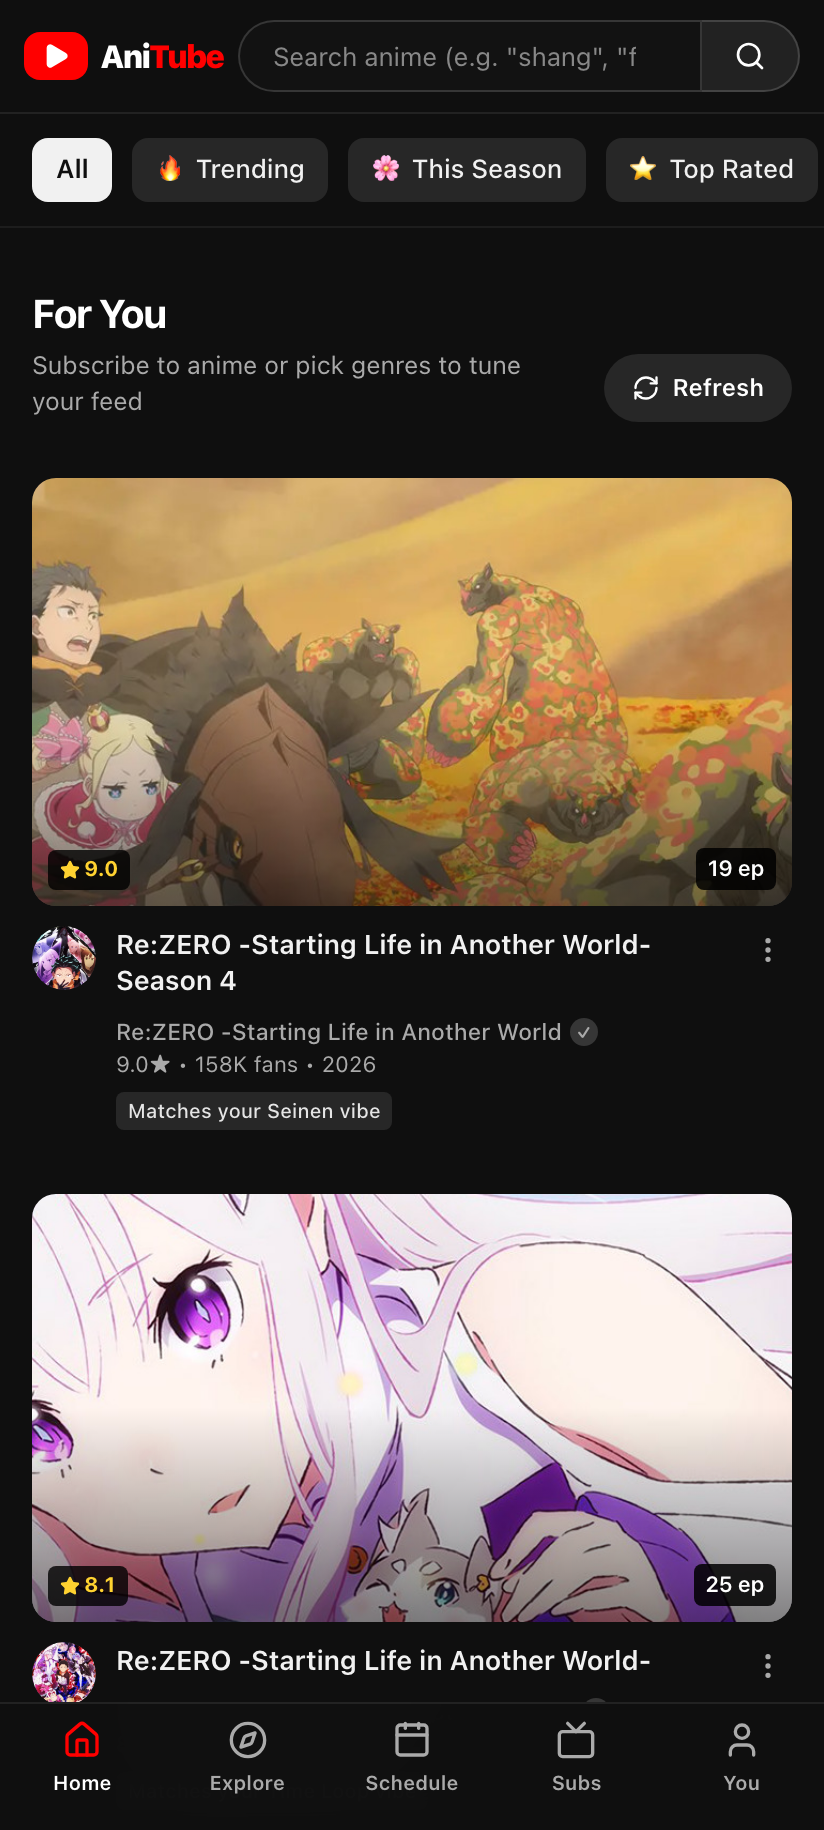 AniTube
Search anime (e.g. "shang", "f
All
🔥 Trending
🌸 This Season
⭐ Top Rated
For You
Subscribe to anime or pick genres to tune
your feed
Refresh
★ 9.0
19 ep
Re:ZERO -Starting Life in Another World-
Season 4
Re:ZERO -Starting Life in Another World
9.0★ • 158K fans • 2026
Matches your Seinen vibe
★ 8.1
25 ep
Re:ZERO -Starting Life in Another World-
Home
Explore
Schedule
Subs
You